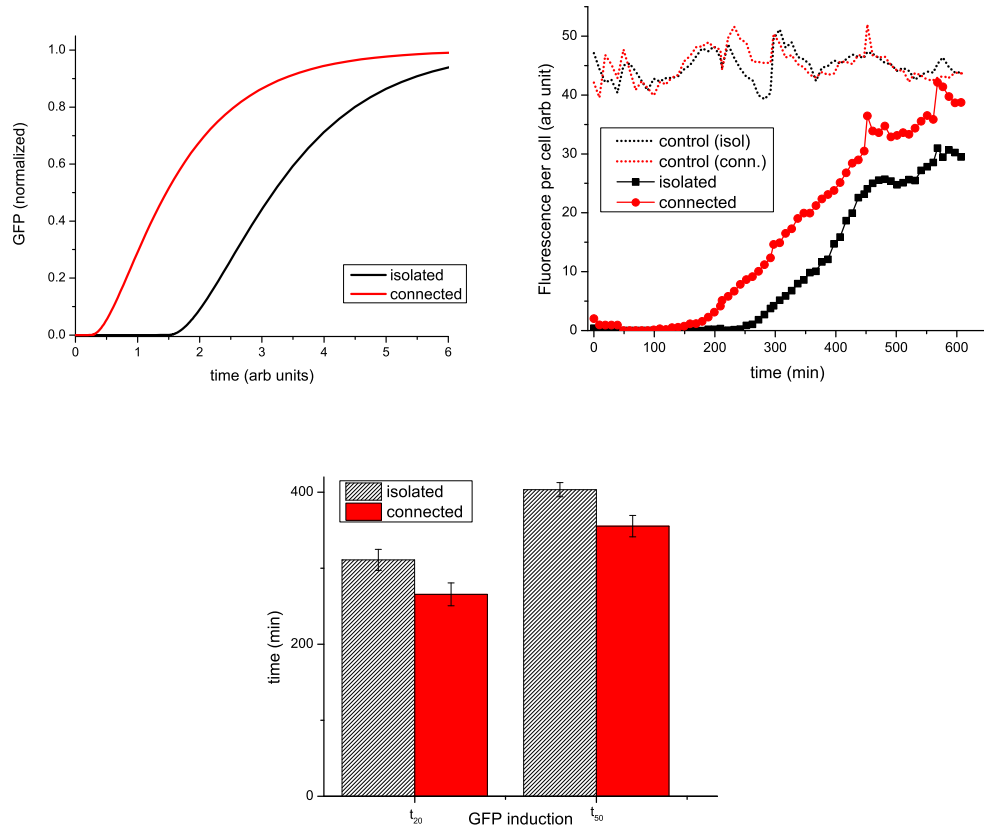 GFP (normalized)
1.0
0.8
0.6
0.4
0.2
0.0
0 1 2 3 4 5 6
time (arb units)
isolated
connected
Fluorescence per cell (arb unit)
50
40
30
20
10
0
0 100 200 300 400 500 600
time (min)
control (isol)
control (conn.)
isolated
connected
time (min)
400
200
0
isolated
connected
t20 t50
GFP induction